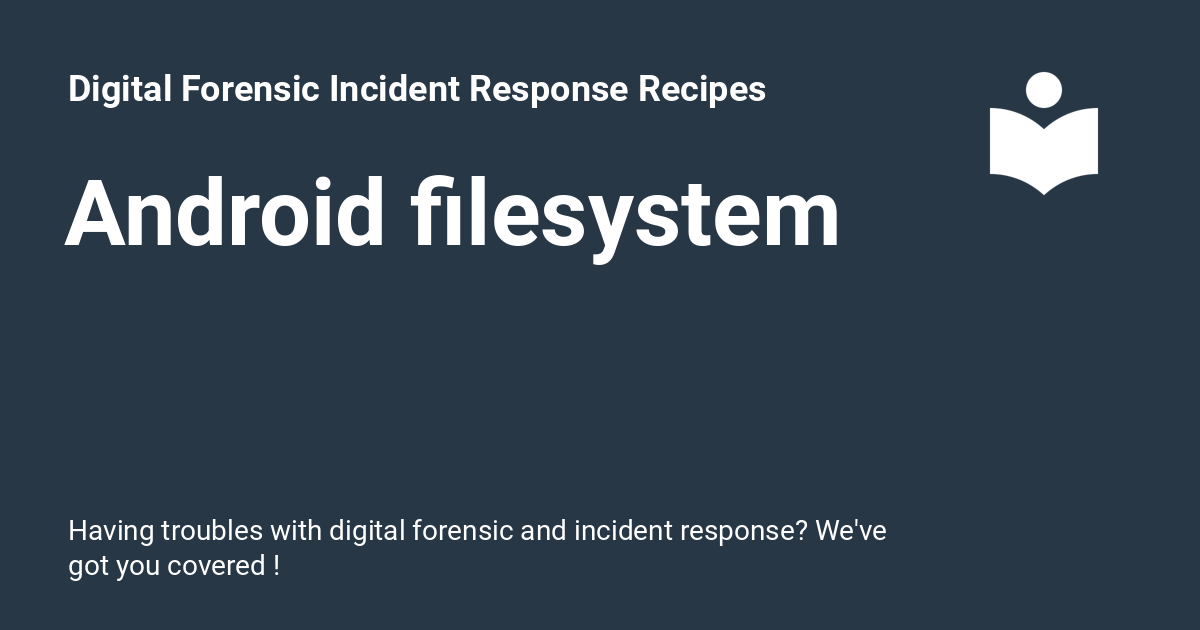 Digital Forensic Incident Response Recipes
Android filesystem
Having troubles with digital forensic and incident response? We've
got you covered !